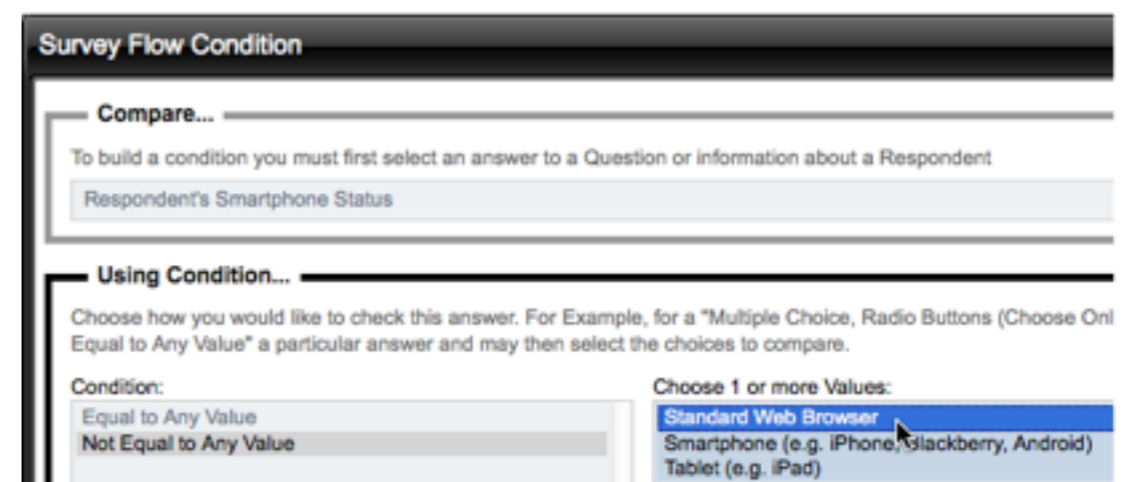 Survey Flow Condition
Compare...
To build a condition you must first select an answer to a Question or information about a Respondent
Respondent's Smartphone Status
Using Condition...
Choose how you would like to check this answer. For Example, for a "Multiple Choice, Radio Buttons (Choose Onl
Equal to Any Value" a particular answer and may then select the choices to compare.
Condition:
Equal to Any Value
Not Equal to Any Value
Choose 1 or more Values:
Standard Web Browser
Smartphone (e.g. iPhone, Blackberry, Android)
Tablet (e.g. iPad)